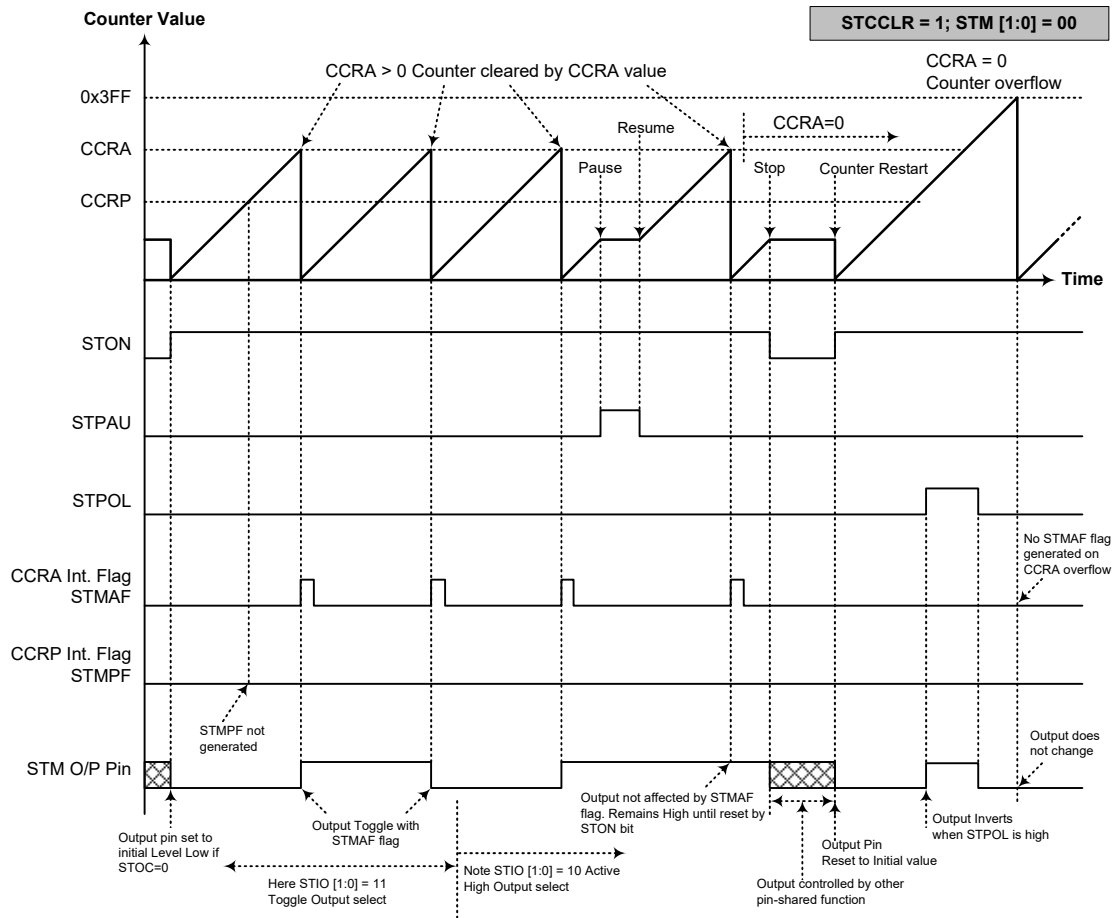 Counter Value
STCCLR = 1; STM [1:0] = 00
CCRA > 0 Counter cleared by CCRA value
CCRA = 0
Counter overflow
0x3FF
CCRA
CCRP
Resume
CCRA=0
Pause
Stop
Counter Restart
Time
STON
STPAU
STPOL
CCRA Int. Flag
STMAF
No STMAF flag
generated on
CCRA overflow
CCRP Int. Flag
STMPF
STMPF not
generated
STM O/P Pin
Output does
not change
Output pin set to
initial Level Low if
STOC=0
Output Toggle with
STMAF flag
Output not affected by STMAF
flag. Remains High until reset by
STON bit
Output Inverts
when STPOL is high
Output Pin
Reset to Initial value
Here STIO [1:0] = 11
Toggle Output select
Note STIO [1:0] = 10 Active
High Output select
Output controlled by other
pin-shared function